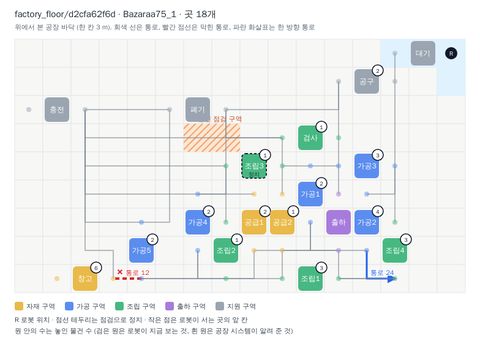 factory_floor/d2cfa62f6d · Bazaraa75_1 · 곳 18개
위에서 본 공장 바닥 (한 칸 3 m). 회색 선은 통로, 빨간 점선은 막힌 통로, 파란 화살표는 한 방향 통로
대기 R
2
공구
충전 폐기
점검 구역
1
검사
1 3
조립3 가공3
정지
2
가공1
2 1 1 2
가공4 공급1 공급2 출하 가공2
2 1 4
가공5 조립2 조립4
6 1
창고 통로 12 조립1 통로 24
자재 구역 가공 구역 조립 구역 출하 구역 지원 구역
R 로봇 위치 · 점선 테두리는 점검으로 정지 · 작은 점은 로봇이 서는 곳의 앞 칸
원 안의 수는 놓인 물건 수 (검은 원은 로봇이 지금 보는 것, 흰 원은 공장 시스템이 알려 준 것)